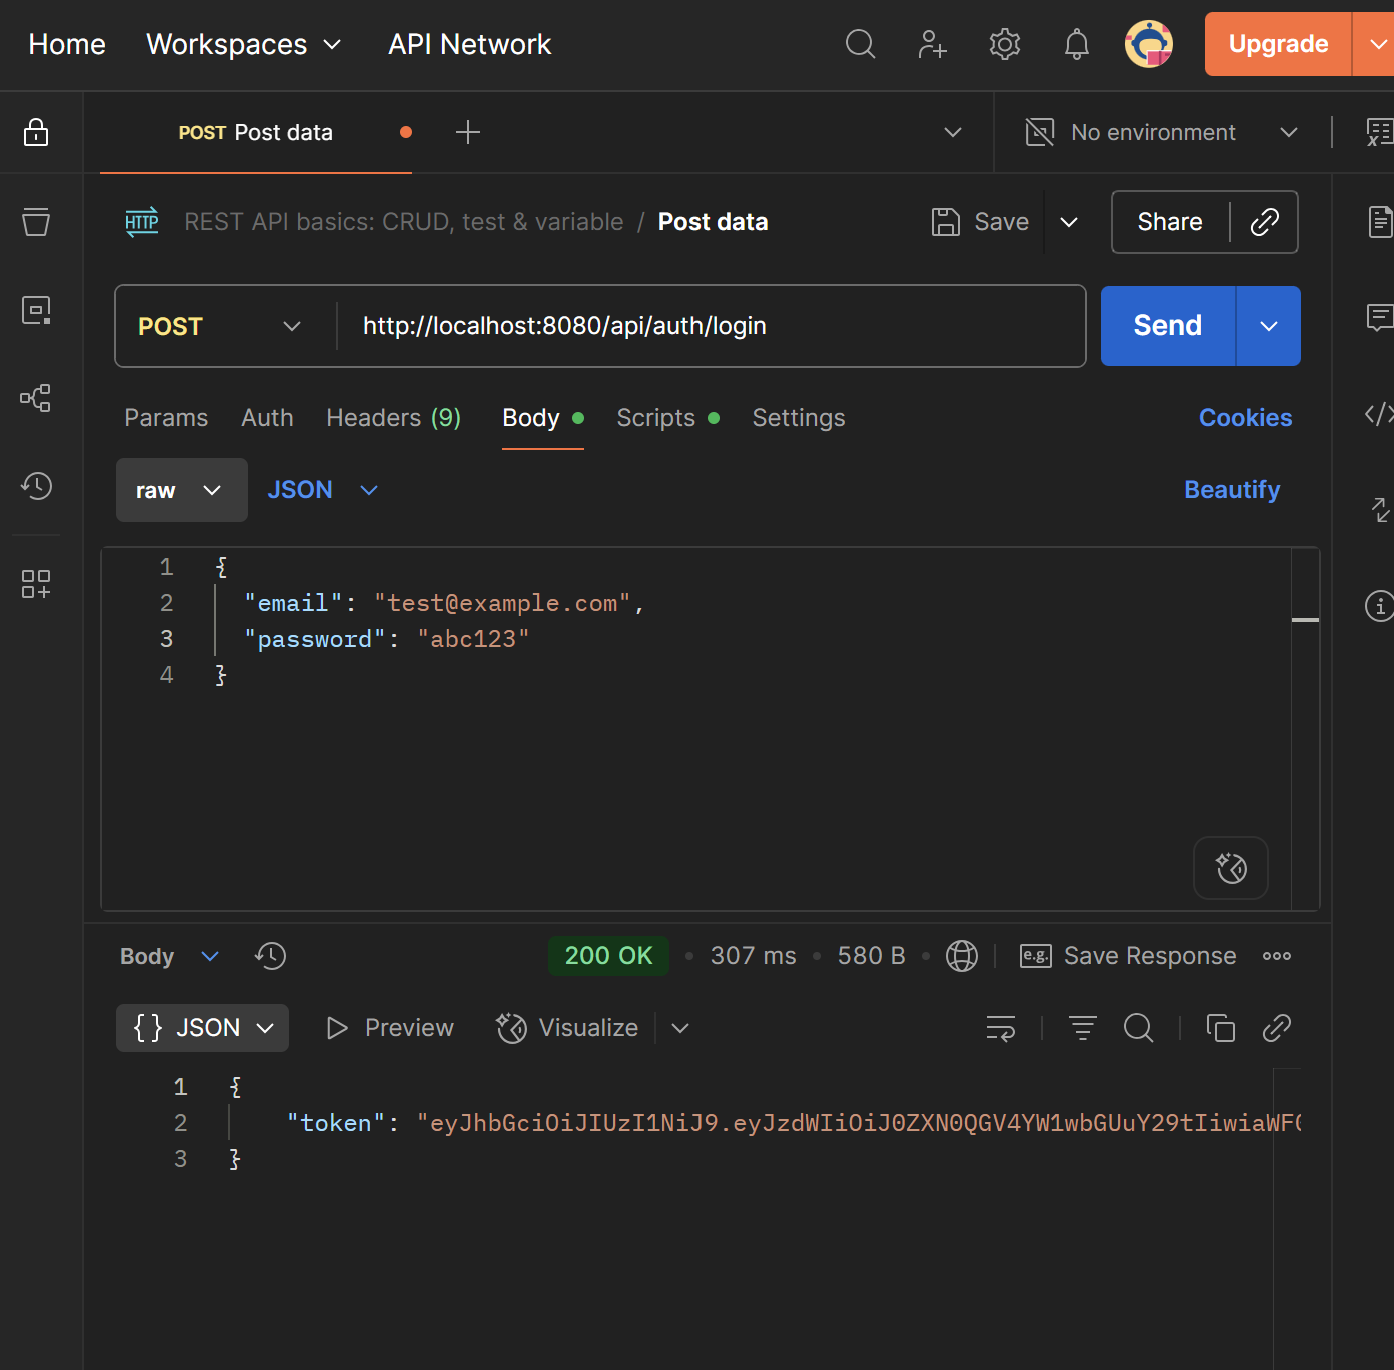 Home Workspaces API Network Upgrade
POST Post data No environment
HTTP REST API basics: CRUD, test & variable / Post data Save Share
POST http://localhost:8080/api/auth/login Send
Params Auth Headers (9) Body Scripts Settings Cookies
raw JSON Beautify
1 {
2 "email": "test@example.com",
3 "password": "abc123"
4 }
Body 200 OK • 307 ms • 580 B • e.g. Save Response
{} JSON Preview Visualize
1 {
2 "token": "eyJhbGciOiJIUzI1NiJ9.eyJzdWIiOiJ0ZXN0QGV4YW1wbGUuY29tIiwiaWF
3 }